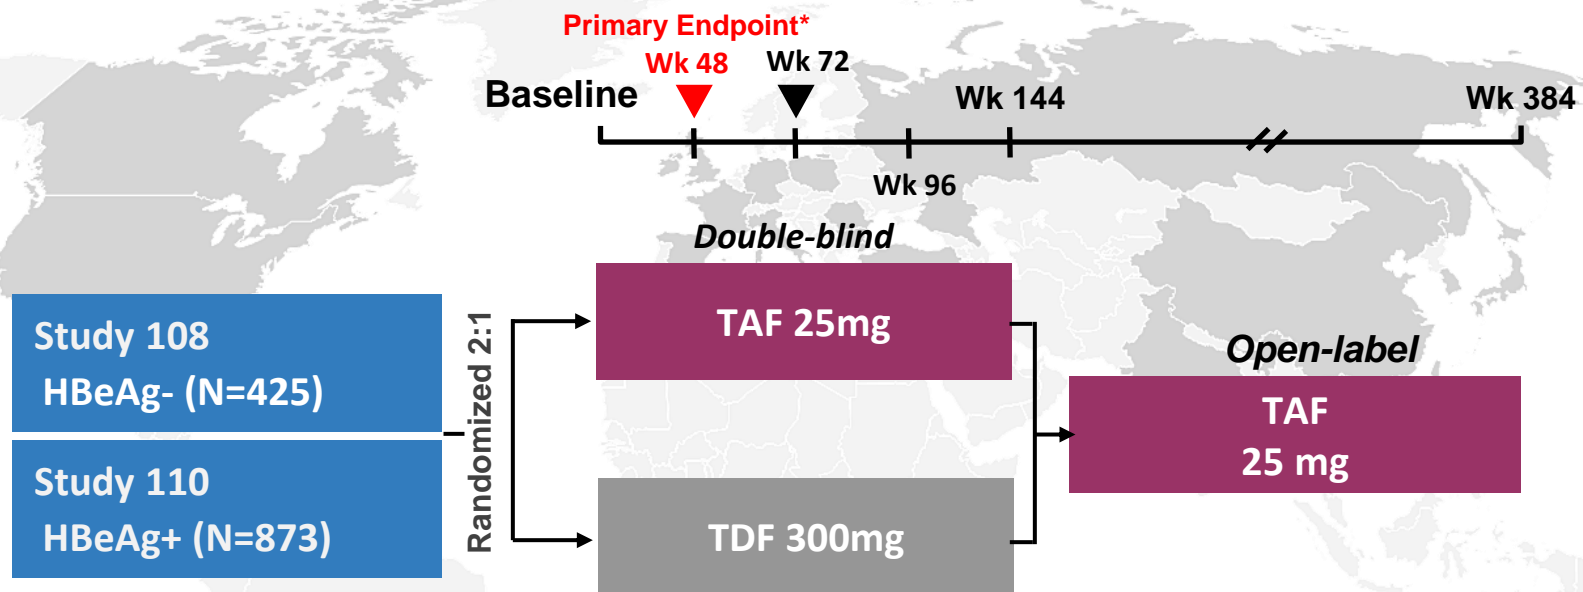 Primary Endpoint*
Wk 48
Wk 72
Baseline
Wk 144
Wk 384
Wk 96
Double-blind
Study 108
HBeAg- (N=425)
Study 110
HBeAg+ (N=873)
Randomized 2:1
TAF 25mg
TDF 300mg
Open-label
TAF
25 mg